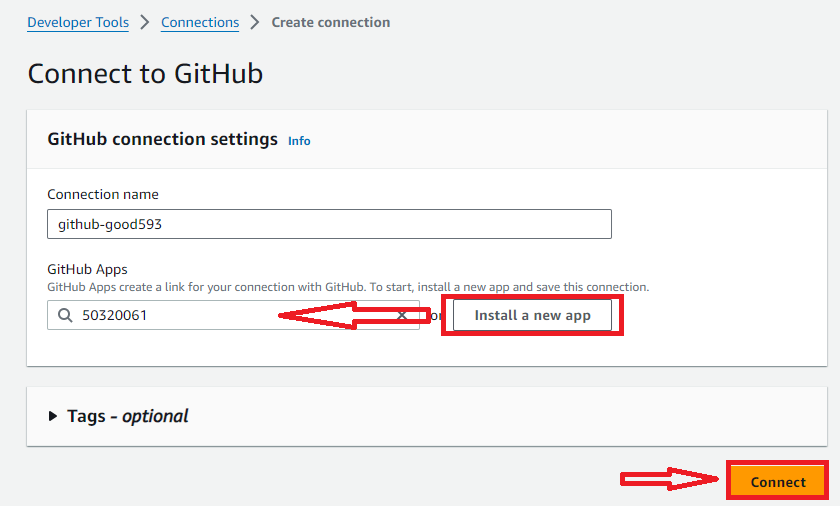 Developer Tools > Connections > Create connection
Connect to GitHub
GitHub connection settings Info
Connection name
github-good593
GitHub Apps
GitHub Apps create a link for your connection with GitHub. To start, install a new app and save this connection.
50320061 or Install a new app
Tags - optional
Connect